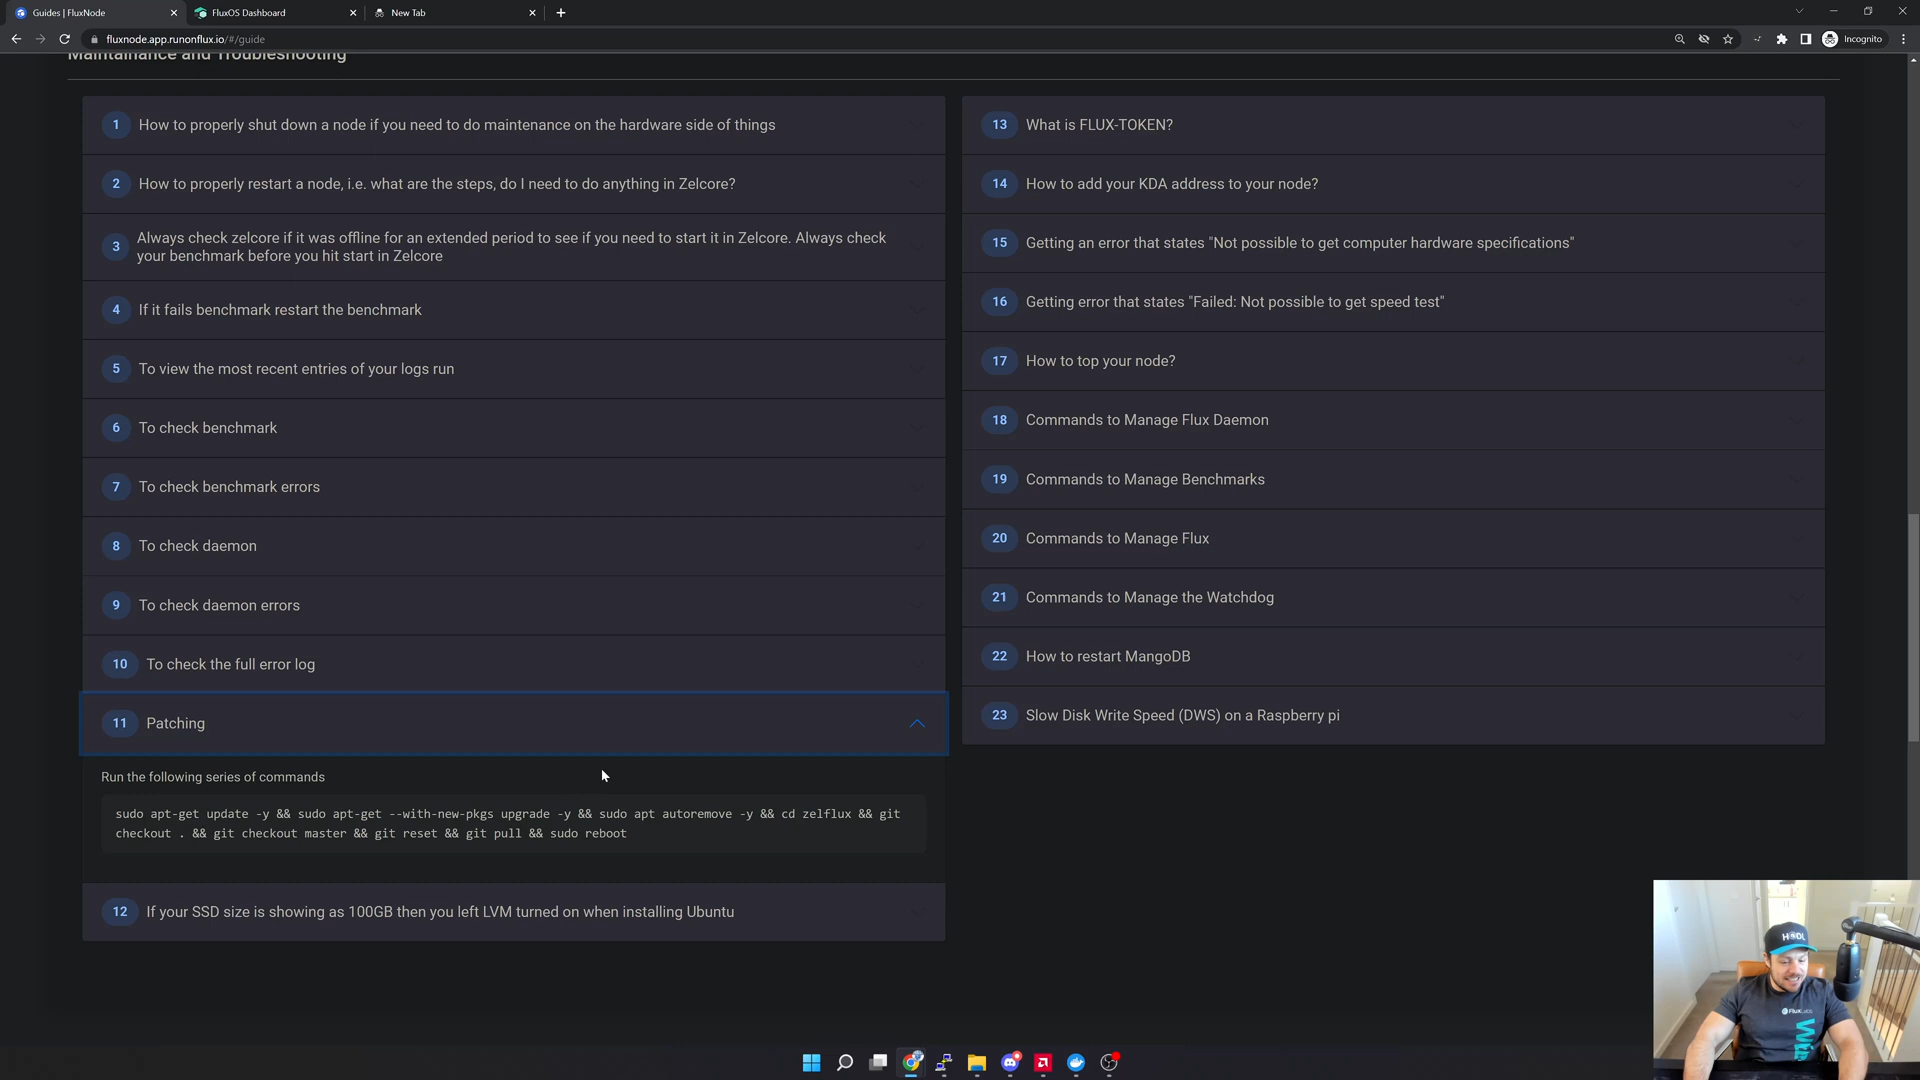 Guides | FluxNode
FluxOS Dashboard
New Tab
fluxnode.app.runonflux.io/#/guide
Incognito
Maintainance and Troubleshooting
1 How to properly shut down a node if you need to do maintenance on the hardware side of things
2 How to properly restart a node, i.e. what are the steps, do I need to do anything in Zelcore?
3 Always check zelcore if it was offline for an extended period to see if you need to start it in Zelcore. Always check
your benchmark before you hit start in Zelcore
4 If it fails benchmark restart the benchmark
5 To view the most recent entries of your logs run
6 To check benchmark
7 To check benchmark errors
8 To check daemon
9 To check daemon errors
10 To check the full error log
11 Patching
Run the following series of commands
sudo apt-get update -y && sudo apt-get --with-new-pkgs upgrade -y && sudo apt autoremove -y && cd zelflux && git
checkout . && git checkout master && git reset && git pull && sudo reboot
12 If your SSD size is showing as 100GB then you left LVM turned on when installing Ubuntu
13 What is FLUX-TOKEN?
14 How to add your KDA address to your node?
15 Getting an error that states "Not possible to get computer hardware specifications"
16 Getting error that states "Failed: Not possible to get speed test"
17 How to top your node?
18 Commands to Manage Flux Daemon
19 Commands to Manage Benchmarks
20 Commands to Manage Flux
21 Commands to Manage the Watchdog
22 How to restart MangoDB
23 Slow Disk Write Speed (DWS) on a Raspberry pi
HODL
FluxLabs